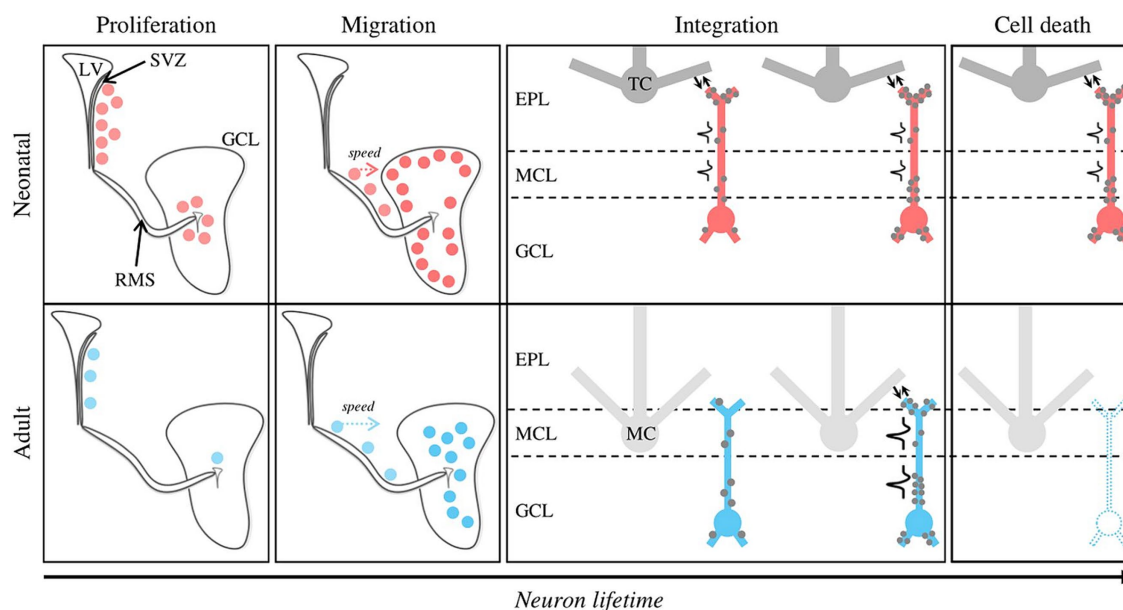 Proliferation
Migration
Integration
Cell death
Neonatal
LV
SVZ
GCL
RMS
speed
EPL
TC
MCL
GCL
Adult
speed
EPL
MCL
MC
GCL
Neuron lifetime